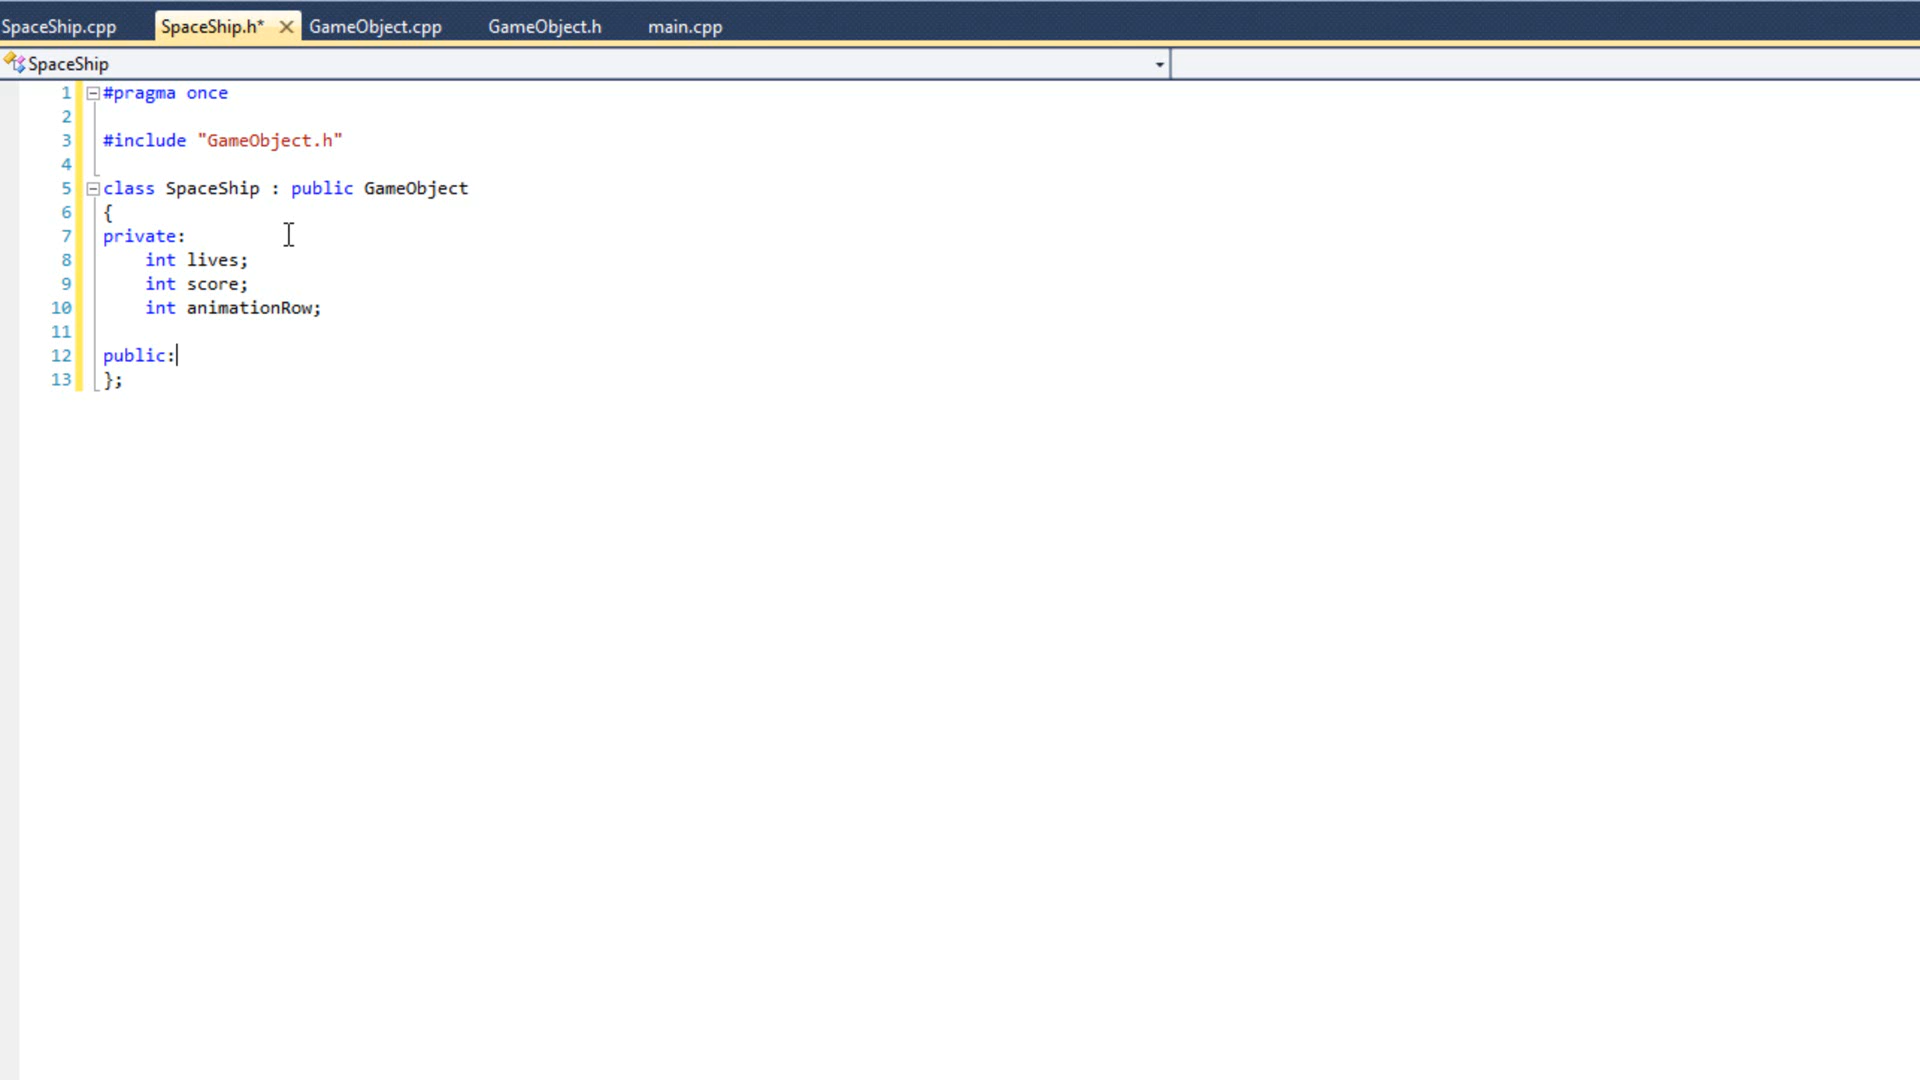 SpaceShip.cpp SpaceShip.h* GameObject.cpp GameObject.h main.cpp
SpaceShip
1 #pragma once
2
3 #include "GameObject.h"
4
5 class SpaceShip : public GameObject
6 {
7 private:
8 int lives;
9 int score;
10 int animationRow;
11
12 public:
13 };